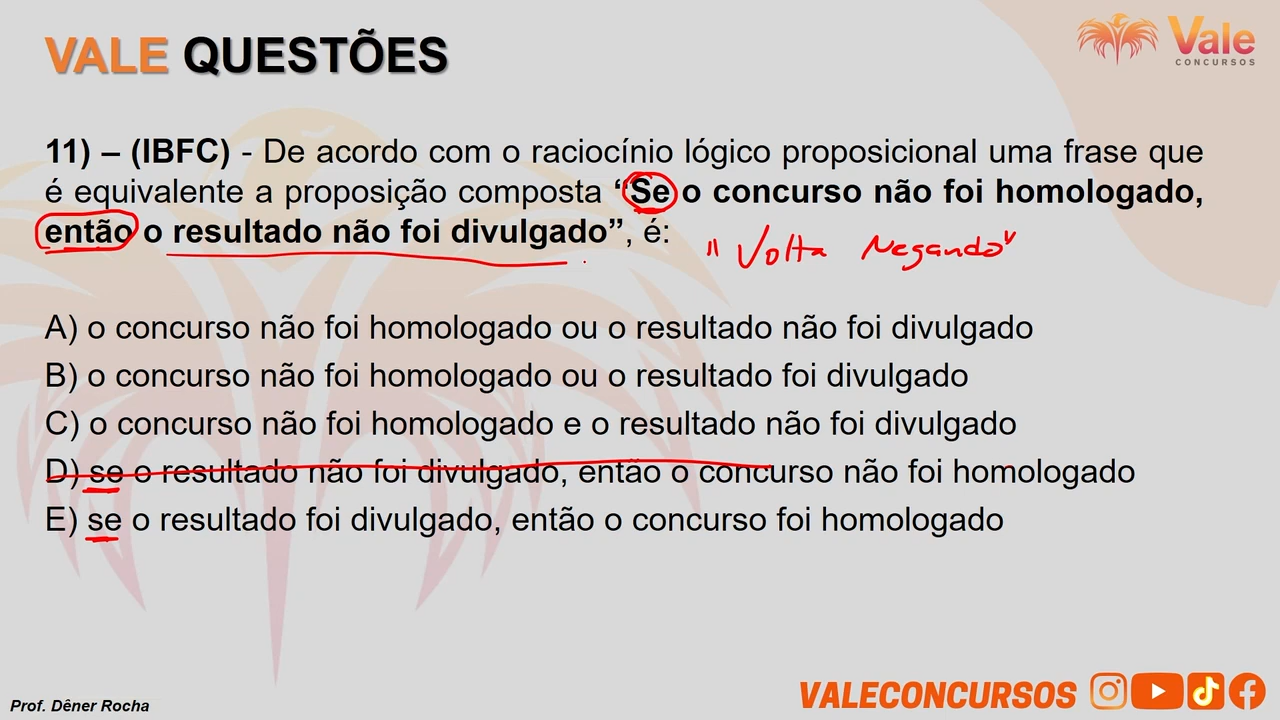 VALE QUESTÕES
Vale
CONCURSOS
11) – (IBFC) - De acordo com o raciocínio lógico proposicional uma frase que
é equivalente a proposição composta “Se o concurso não foi homologado,
então o resultado não foi divulgado”, é:
"Volta Negando"
A) o concurso não foi homologado ou o resultado não foi divulgado
B) o concurso não foi homologado ou o resultado foi divulgado
C) o concurso não foi homologado e o resultado não foi divulgado
D) se o resultado não foi divulgado, então o concurso não foi homologado
E) se o resultado foi divulgado, então o concurso foi homologado
Prof. Dêner Rocha
VALECONCURSOS